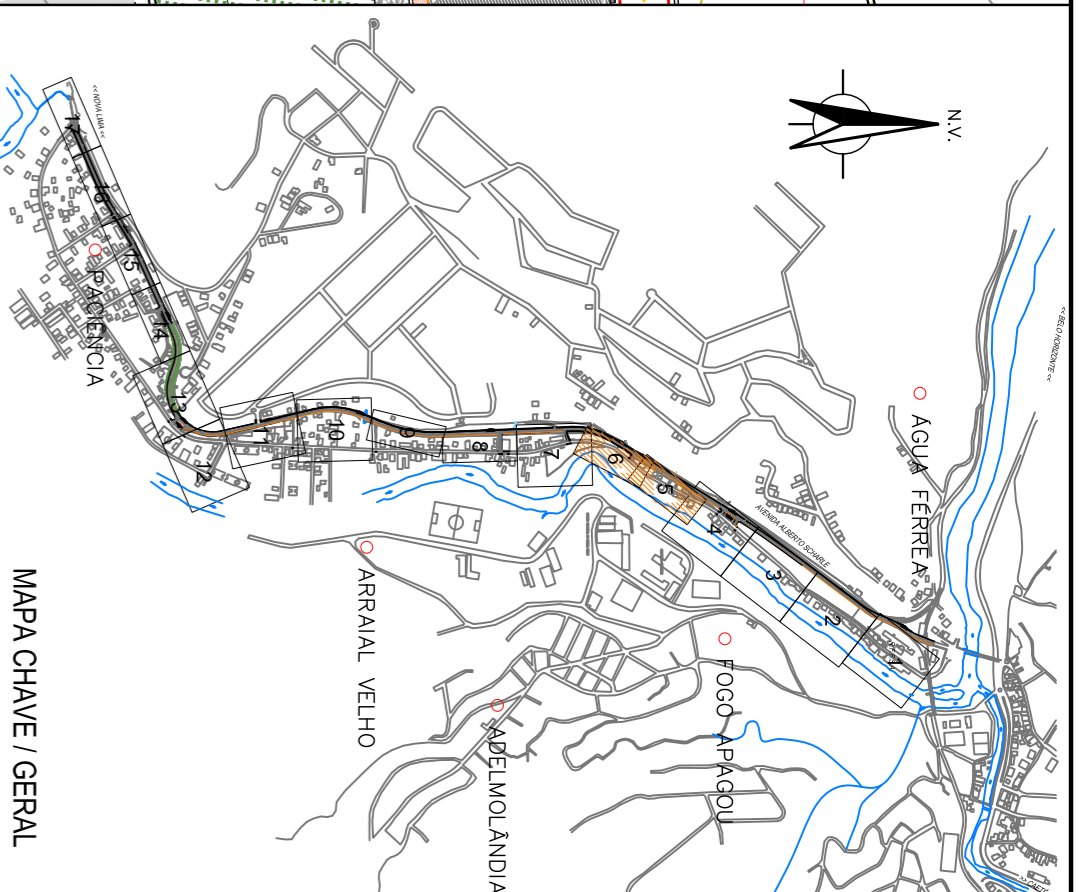 N.V.
<< BELO HORIZONTE <<
ÁGUA FÉRREA
AVENIDA ALBERTO SCHARLE
FOGO APAGOU
ADELMOLÂNDIA
ARRAIAL VELHO
PACIÊNCIA
<< NOVA LIMA <<
1
2
3
4
5
6
7
8
9
10
11
12
13
14
15
16
17
MAPA CHAVE / GERAL